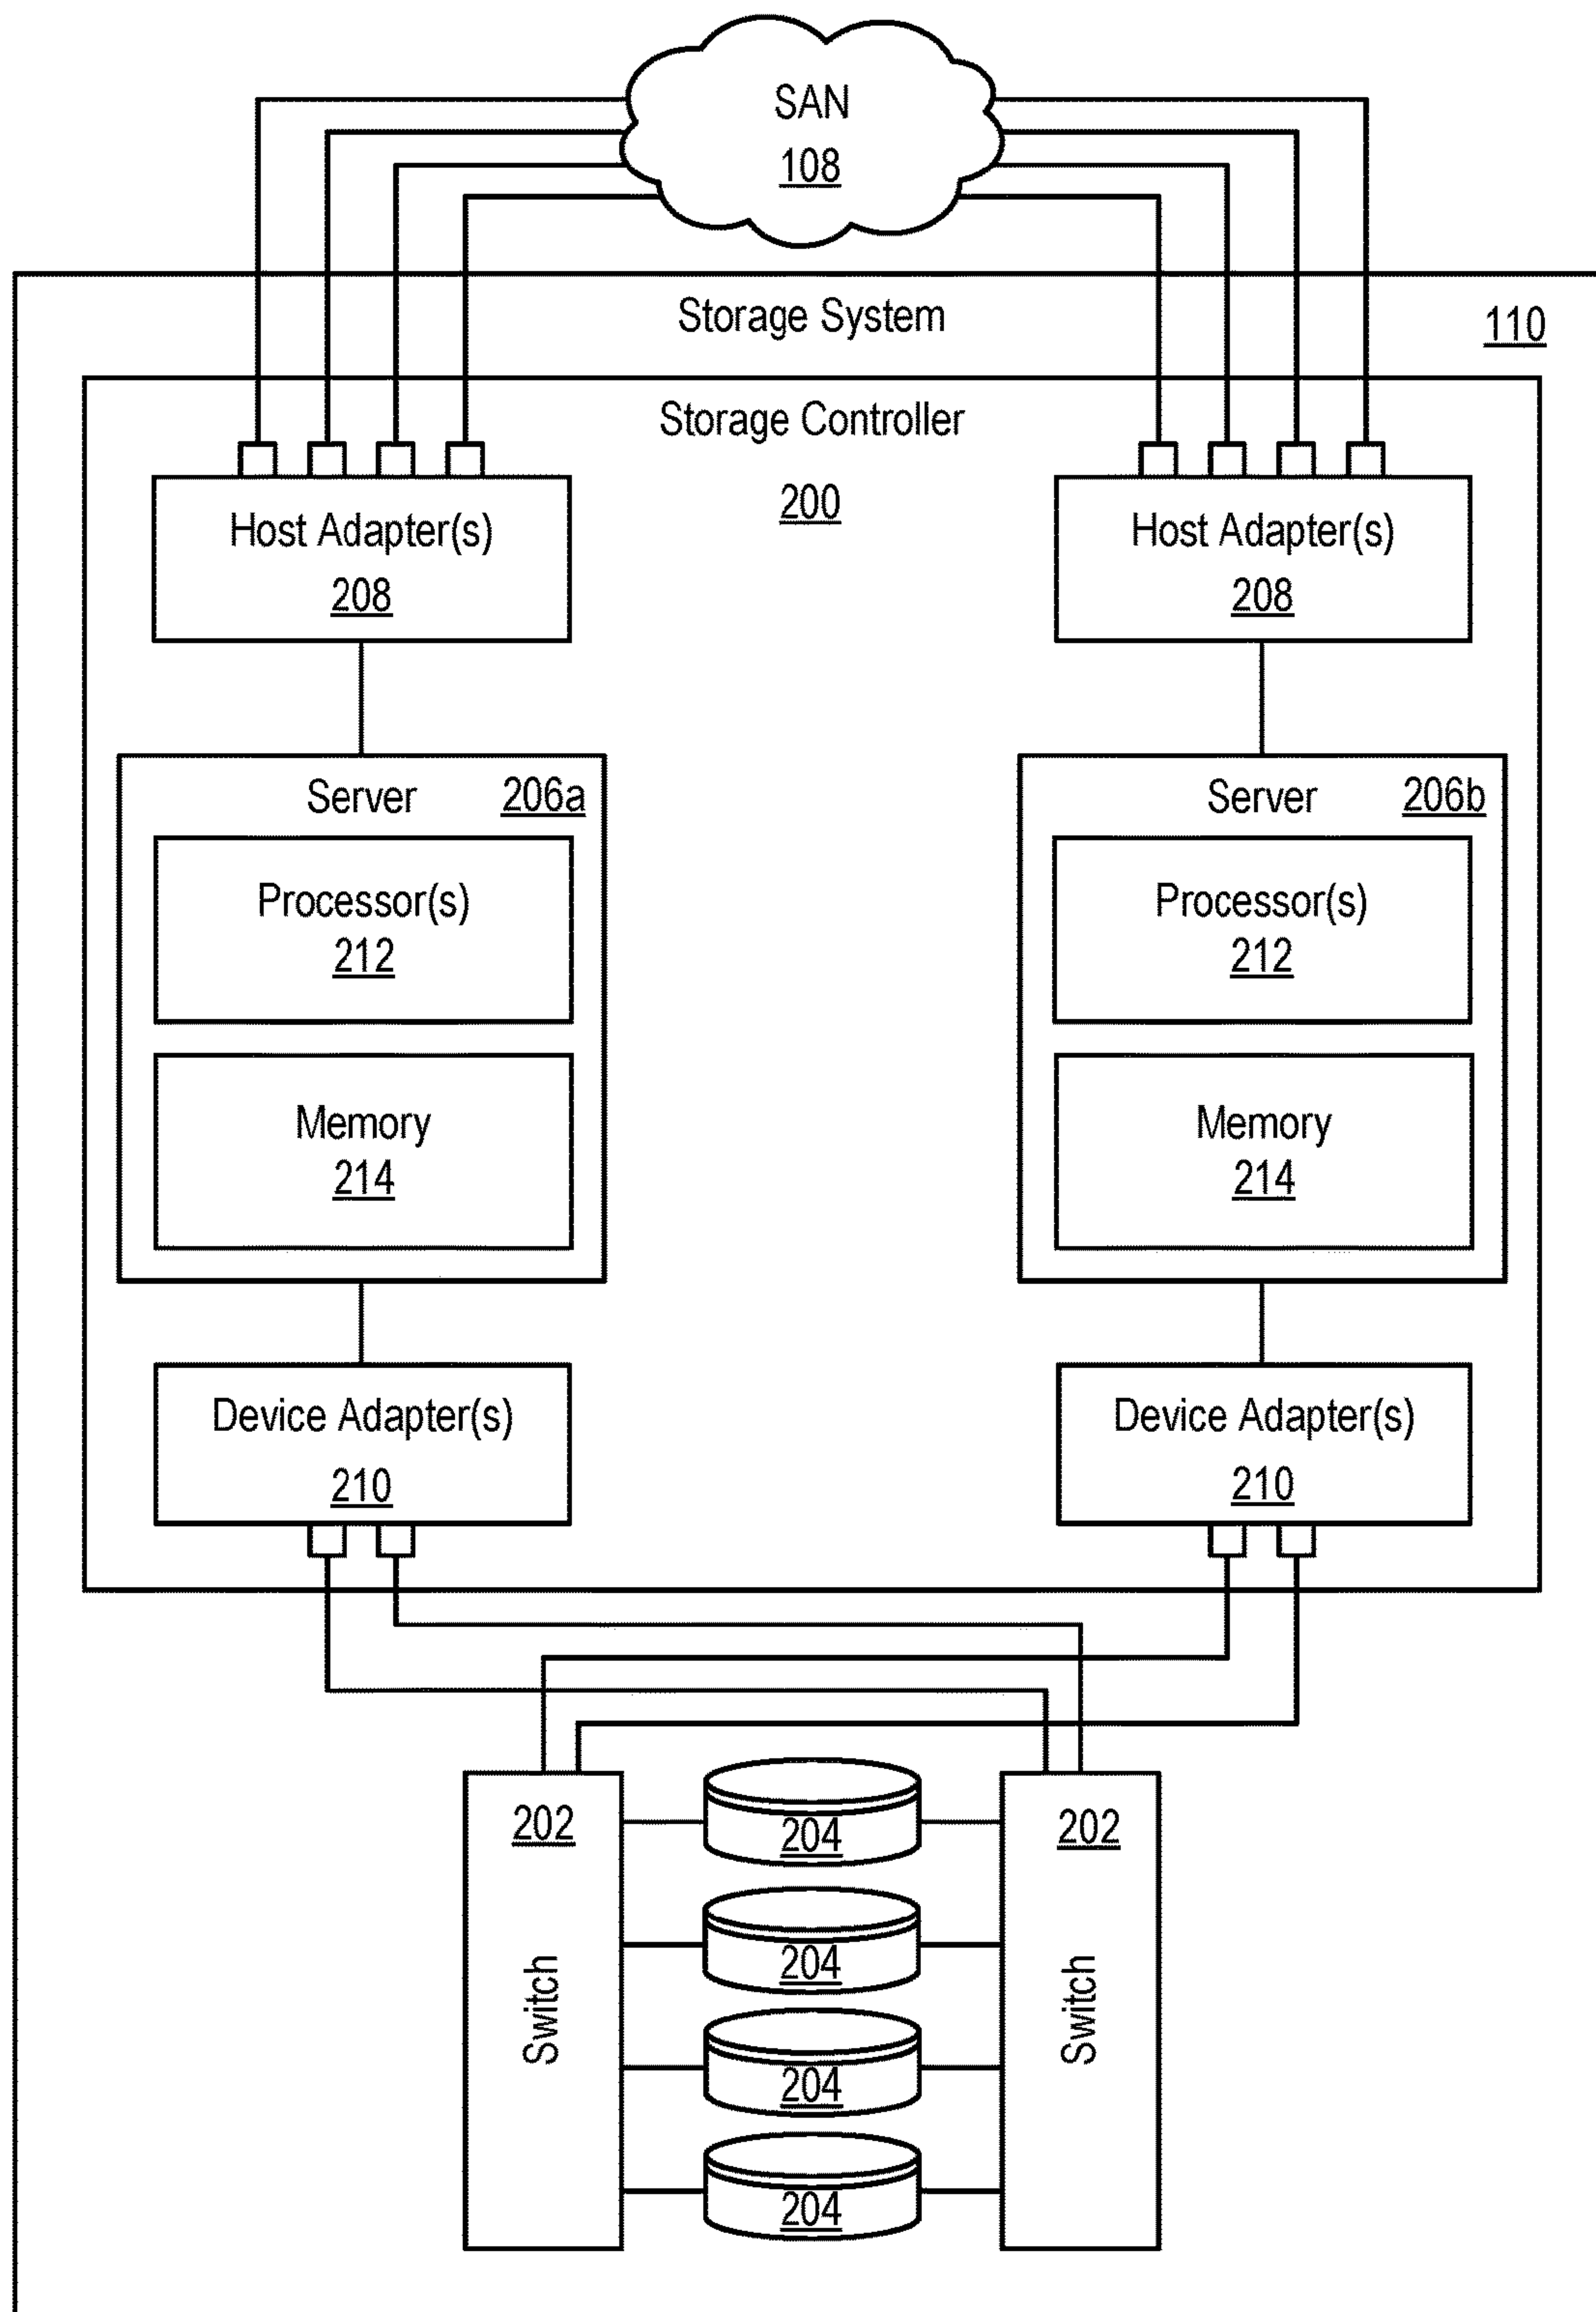 SAN
108
Storage System
110
Storage Controller
200
Host Adapter(s)
208
Host Adapter(s)
208
Server
206a
Server
206b
Processor(s)
212
Processor(s)
212
Memory
214
Memory
214
Device Adapter(s)
210
Device Adapter(s)
210
202
Switch
204
204
204
204
202
Switch